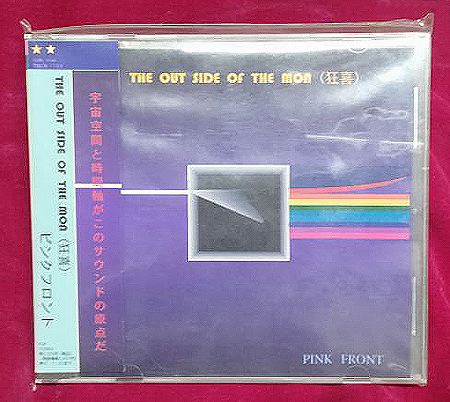 THE OUT SIDE OF THE MON (狂喜)
THE OUT SIDE OF THE MON (狂喜)
ピンクフロント
宇宙空間と時間軸がこのサウンドの原点だ
PINK FRONT